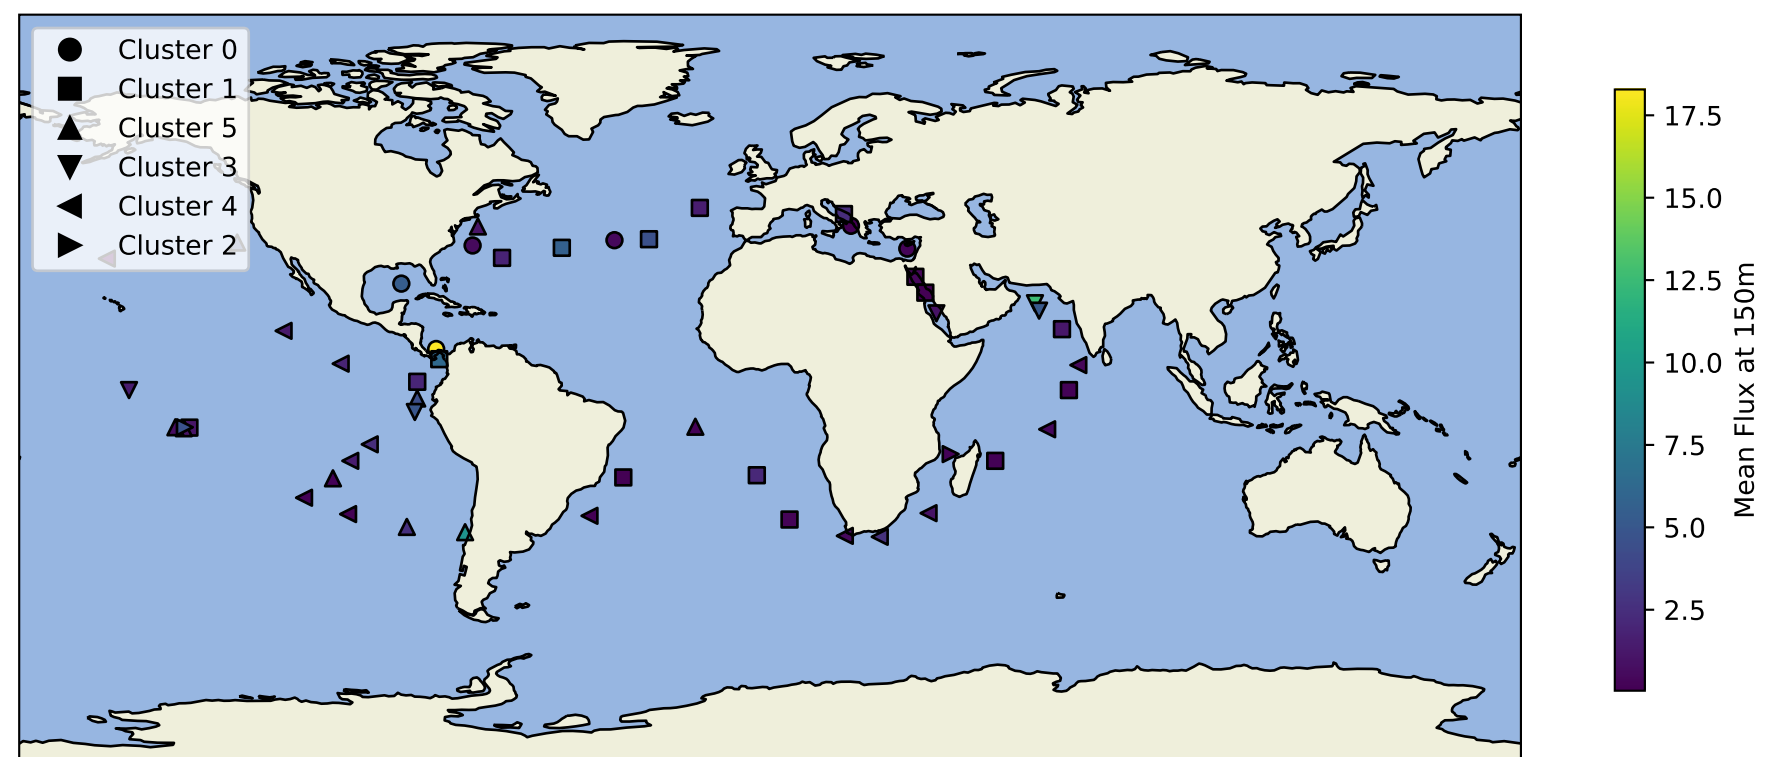 Cluster 0
Cluster 1
Cluster 5
Cluster 3
Cluster 4
Cluster 2
17.5
15.0
12.5
10.0
7.5
5.0
2.5
Mean Flux at 150m